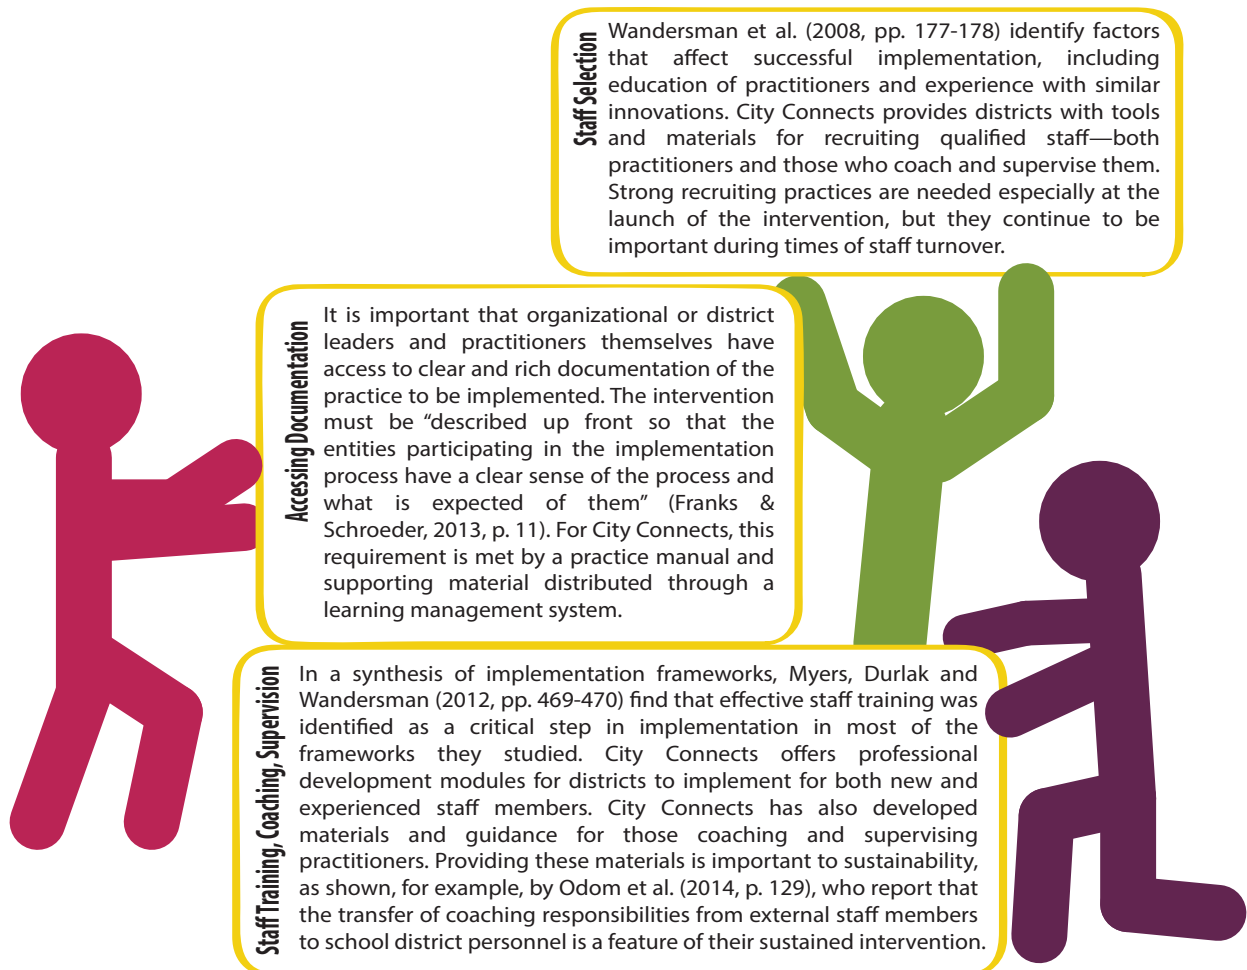 Staff Selection
Wandersman et al. (2008, pp. 177-178) identify factors
that affect successful implementation, including
education of practitioners and experience with similar
innovations. City Connects provides districts with tools
and materials for recruiting qualified staff—both
practitioners and those who coach and supervise them.
Strong recruiting practices are needed especially at the
launch of the intervention, but they continue to be
important during times of staff turnover.
Accessing Documentation
It is important that organizational or district
leaders and practitioners themselves have
access to clear and rich documentation of the
practice to be implemented. The intervention
must be “described up front so that the
entities participating in the implementation
process have a clear sense of the process and
what is expected of them” (Franks &
Schroeder, 2013, p. 11). For City Connects, this
requirement is met by a practice manual and
supporting material distributed through a
learning management system.
Staff Training, Coaching, Supervision
In a synthesis of implementation frameworks, Myers, Durlak and
Wandersman (2012, pp. 469-470) find that effective staff training was
identified as a critical step in implementation in most of the
frameworks they studied. City Connects offers professional
development modules for districts to implement for both new and
experienced staff members. City Connects has also developed
materials and guidance for those coaching and supervising
practitioners. Providing these materials is important to sustainability,
as shown, for example, by Odom et al. (2014, p. 129), who report that
the transfer of coaching responsibilities from external staff members
to school district personnel is a feature of their sustained intervention.